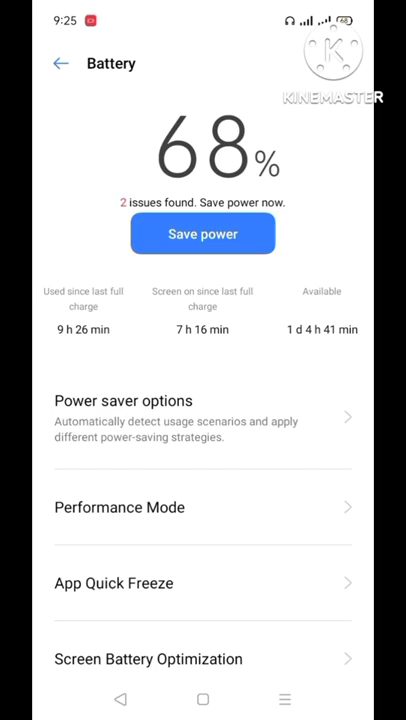 9:25
68
Battery
K
KINEMASTER
68%
2 issues found. Save power now.
Save power
Used since last full charge
9 h 26 min
Screen on since last full charge
7 h 16 min
Available
1 d 4 h 41 min
Power saver options
Automatically detect usage scenarios and apply
different power-saving strategies.
Performance Mode
App Quick Freeze
Screen Battery Optimization